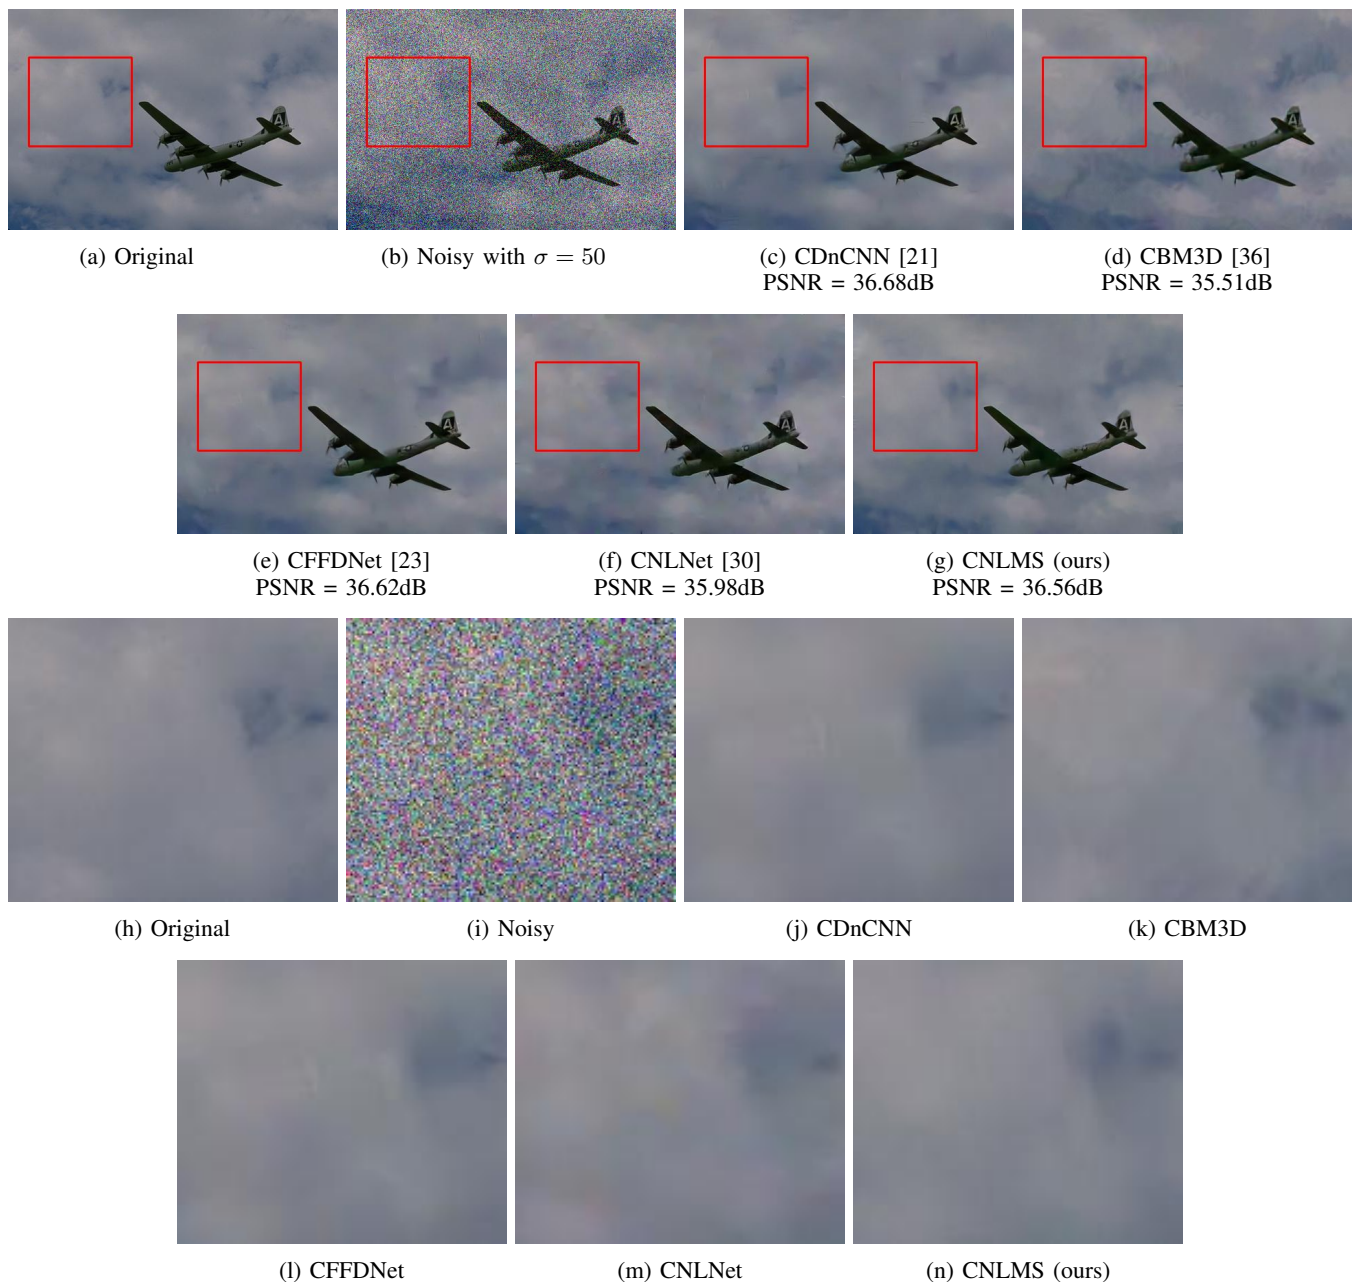 A
A
A
A
(a) Original
(b) Noisy with σ = 50
(c) CDnCNN [21]
PSNR = 36.68dB
(d) CBM3D [36]
PSNR = 35.51dB
A
A
A
(e) CFFDNet [23]
PSNR = 36.62dB
(f) CNLNet [30]
PSNR = 35.98dB
(g) CNLMS (ours)
PSNR = 36.56dB
(h) Original
(i) Noisy
(j) CDnCNN
(k) CBM3D
(l) CFFDNet
(m) CNLNet
(n) CNLMS (ours)